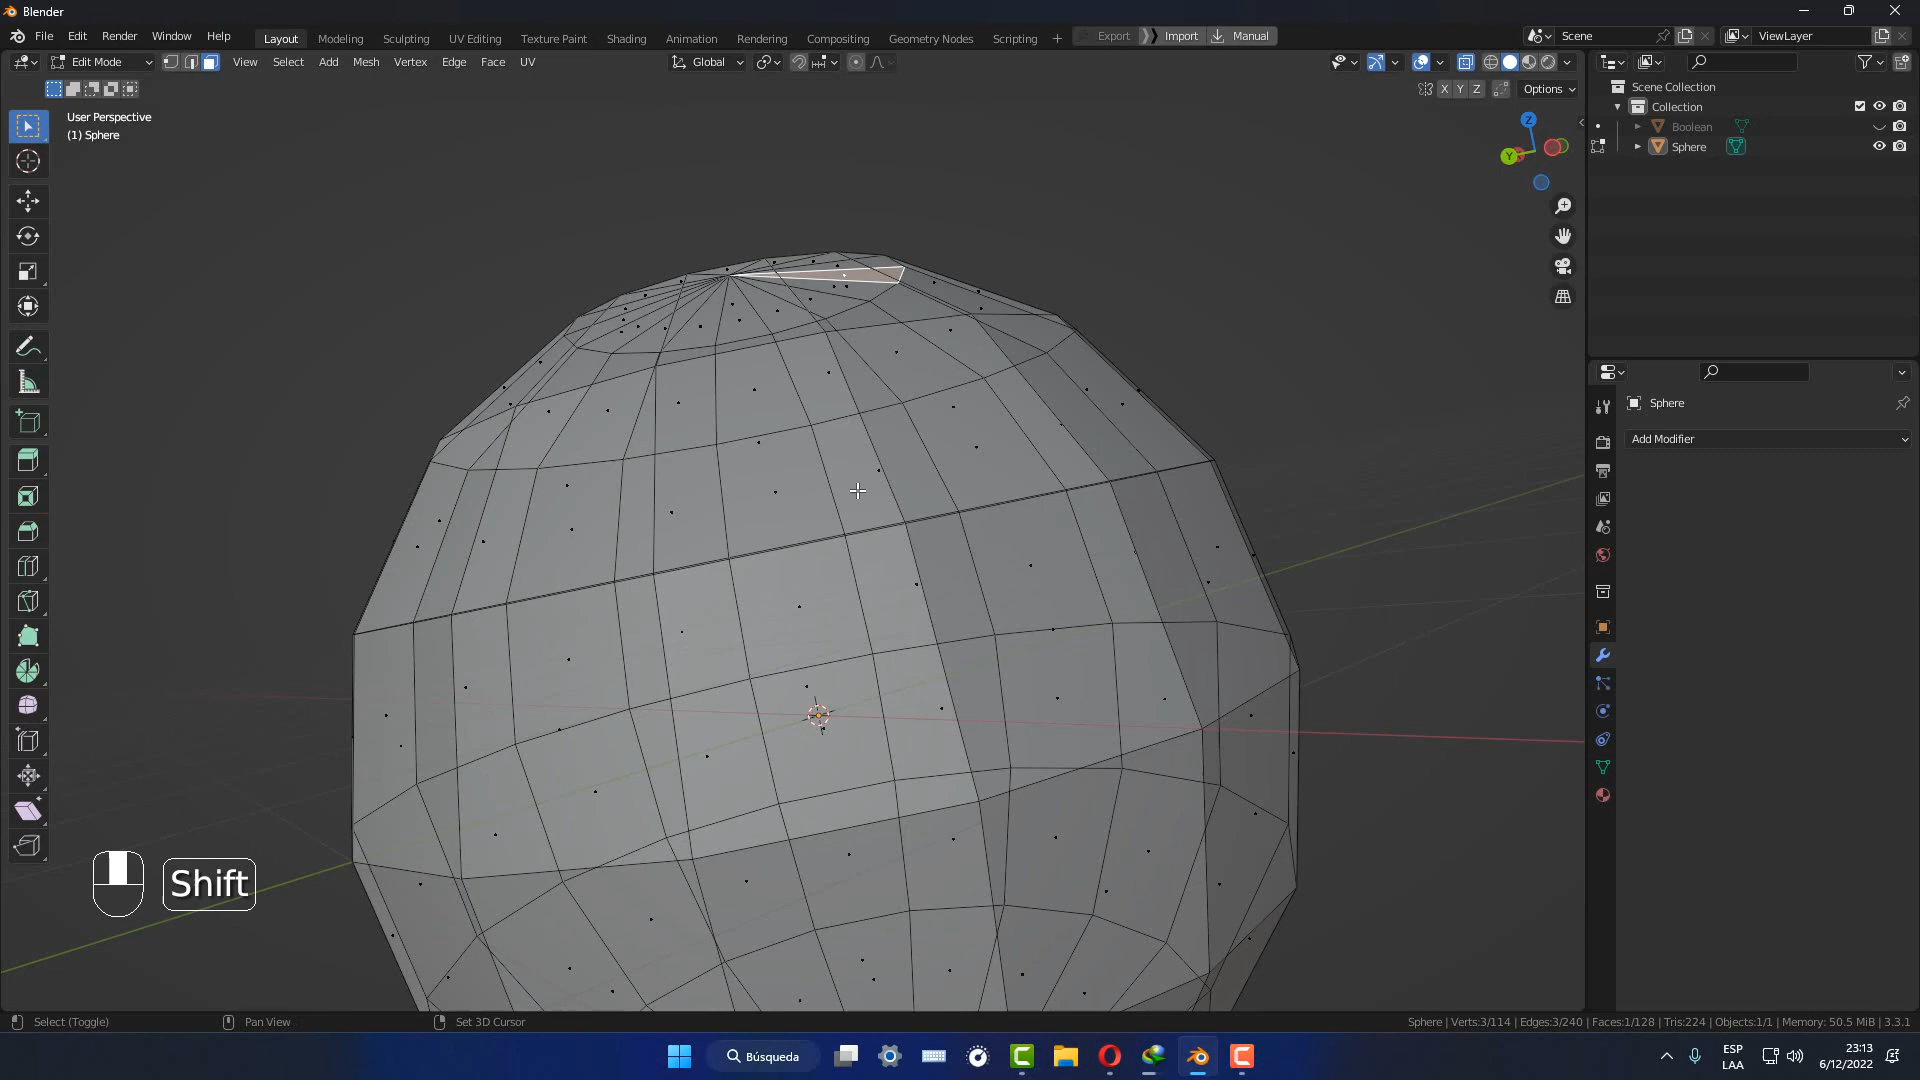 Blender
File Edit Render Window Help Layout Modeling Sculpting UV Editing Texture Paint Shading Animation Rendering Compositing Geometry Nodes Scripting + Export Import Manual Scene ViewLayer
Edit Mode View Select Add Mesh Vertex Edge Face UV Global
X Y Z Options
User Perspective
(1) Sphere
Z
Y
Scene Collection
Collection
Boolean
Sphere
Sphere
Add Modifier
Shift
Select (Toggle) Pan View Set 3D Cursor Sphere | Verts:3/114 | Edges:3/240 | Faces:1/128 | Tris:224 | Objects:1/1 | Memory: 50.5 MiB | 3.3.1
Búsqueda
ESP
LAA
23:13
6/12/2022